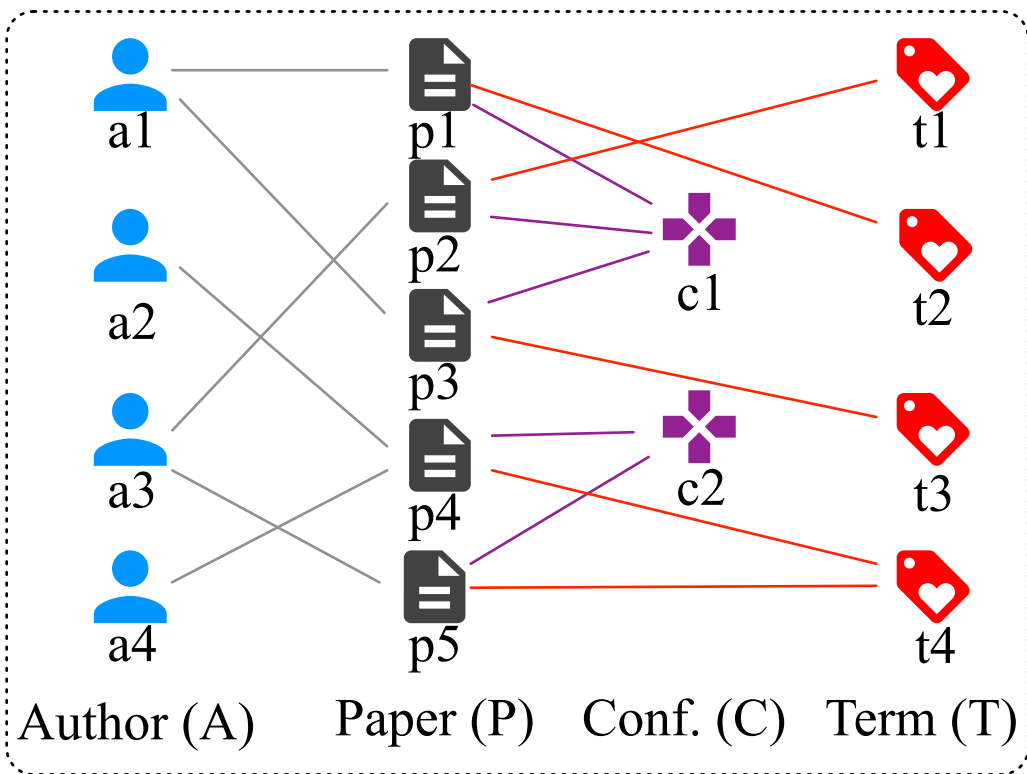 a1
a2
a3
a4
Author (A)
p1
p2
p3
p4
p5
Paper (P)
c1
c2
Conf. (C)
t1
t2
t3
t4
Term (T)